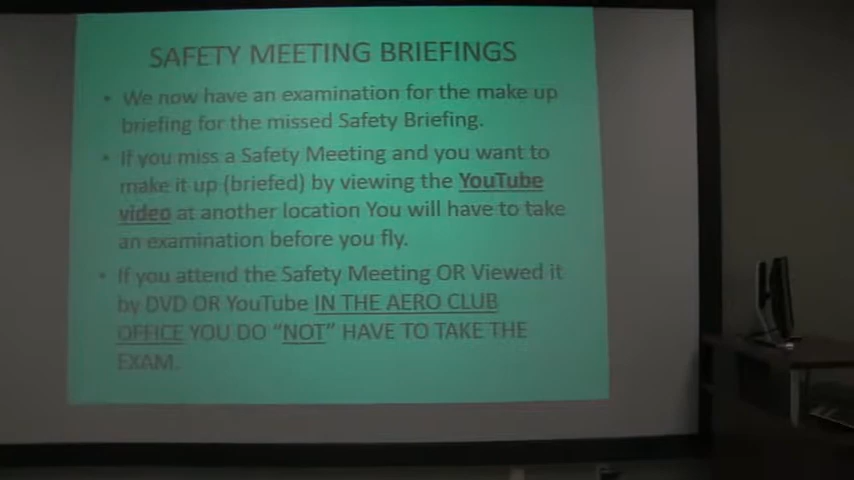 SAFETY MEETING BRIEFINGS
• We now have an examination for the make up
briefing for the missed Safety Briefing.
• If you miss a Safety Meeting and you want to
make it up (briefed) by viewing the YouTube
video at another location You will have to take
an examination before you fly.
• If you attend the Safety Meeting OR Viewed it
by DVD OR YouTube IN THE AERO CLUB
OFFICE YOU DO “NOT” HAVE TO TAKE THE
EXAM.